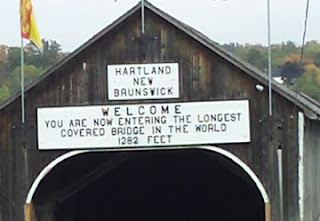 HARTLAND
NEW
BRUNSWICK
WELCOME
YOU ARE NOW ENTERING THE LONGEST
COVERED BRIDGE IN THE WORLD
1282 FEET